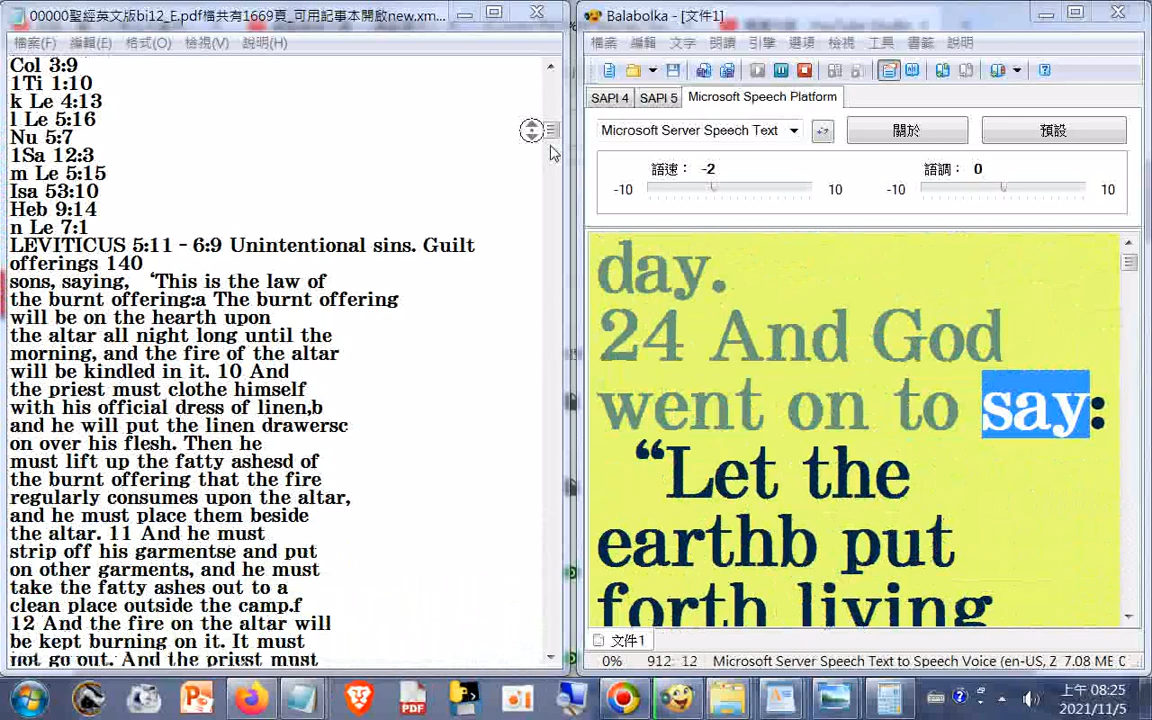 00000聖經英文版bi12_E.pdf檔共有1669頁_可用記事本開啟new.xm...
檔案(F) 編輯(E) 格式(O) 檢視(V) 說明(H)
Col 3:9
1Ti 1:10
k Le 4:13
l Le 5:16
Nu 5:7
1Sa 12:3
m Le 5:15
Isa 53:10
Heb 9:14
n Le 7:1
LEVITICUS 5:11 - 6:9 Unintentional sins. Guilt
offerings 140
sons, saying, ‘This is the law of
the burnt offering:a The burnt offering
will be on the hearth upon
the altar all night long until the
morning, and the fire of the altar
will be kindled in it. 10 And
the priest must clothe himself
with his official dress of linen,b
and he will put the linen drawersc
on over his flesh. Then he
must lift up the fatty ashesd of
the burnt offering that the fire
regularly consumes upon the altar,
and he must place them beside
the altar. 11 And he must
strip off his garmentse and put
on other garments, and he must
take the fatty ashes out to a
clean place outside the camp.f
12 And the fire on the altar will
be kept burning on it. It must
not go out. And the priest must
Balabolka - [文件1]
檔案 編輯 文字 朗讀 引擎 選項 檢視 工具 書籤 說明
SAPI 4 SAPI 5 Microsoft Speech Platform
Microsoft Server Speech Text 關於 預設
語速： -2 語調： 0
-10 10 -10 10
day.
24 And God
went on to say:
“Let the
earthb put
forth living
文件1
0% 912: 12 Microsoft Server Speech Text to Speech Voice (en-US, Z 7.08 MB
PDF
上午 08:25
2021/11/5